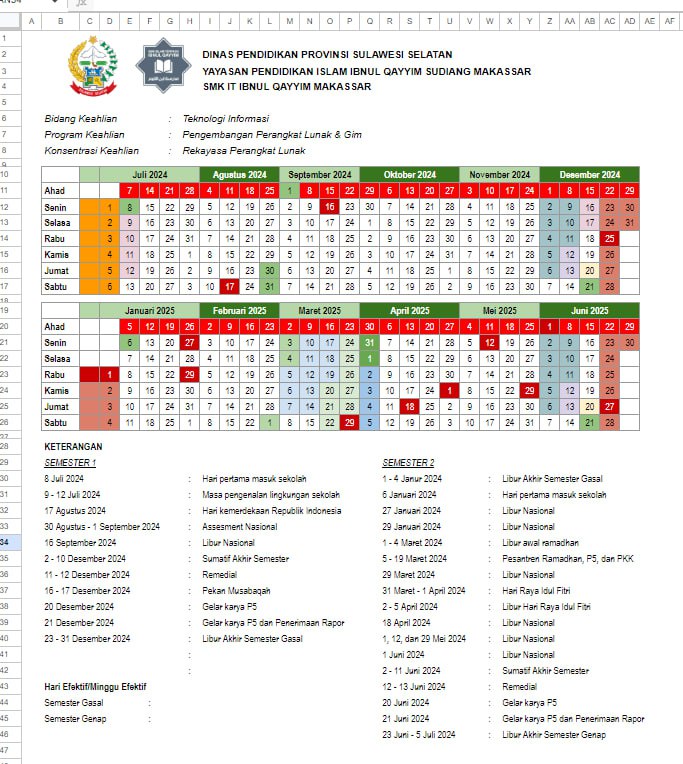 A B C D E F G H I J K L M N O P Q R S T U V W X Y Z AA AB AC AD AE AF
DINAS PENDIDIKAN PROVINSI SULAWESI SELATAN
YAYASAN PENDIDIKAN ISLAM IBNUL QAYYIM SUDIANG MAKASSAR
SMK IT IBNUL QAYYIM MAKASSAR
Bidang Keahlian : Teknologi Informasi
Program Keahlian : Pengembangan Perangkat Lunak & Gim
Konsentrasi Keahlian : Rekayasa Perangkat Lunak
Juli 2024 Agustus 2024 September 2024 Oktober 2024 November 2024 Desember 2024
Ahad 7 14 21 28 4 11 18 25 1 8 15 22 29 6 13 20 27 3 10 17 24 1 8 15 22 29
Senin 1 8 15 22 29 5 12 19 26 2 9 16 23 30 7 14 21 28 4 11 18 25 2 9 16 23 30
Selasa 2 9 16 23 30 6 13 20 27 3 10 17 24 1 8 15 22 29 5 12 19 26 3 10 17 24 31
Rabu 3 10 17 24 31 7 14 21 28 4 11 18 25 2 9 16 23 30 6 13 20 27 4 11 18 25
Kamis 4 11 18 25 1 8 15 22 29 5 12 19 26 3 10 17 24 31 7 14 21 28 5 12 19 26
Jumat 5 12 19 26 2 9 16 23 30 6 13 20 27 4 11 18 25 1 8 15 22 29 6 13 20 27
Sabtu 6 13 20 27 3 10 17 24 31 7 14 21 28 5 12 19 26 2 9 16 23 30 7 14 21 28
Januari 2025 Februari 2025 Maret 2025 April 2025 Mei 2025 Juni 2025
Ahad 5 12 19 26 2 9 16 23 2 9 16 23 30 6 13 20 27 4 11 18 25 1 8 15 22 29
Senin 6 13 20 27 3 10 17 24 3 10 17 24 31 7 14 21 28 5 12 19 26 2 9 16 23 30
Selasa 7 14 21 28 4 11 18 25 4 11 18 25 1 8 15 22 29 6 13 20 27 3 10 17 24
Rabu 1 8 15 22 29 5 12 19 26 5 12 19 26 2 9 16 23 30 7 14 21 28 4 11 18 25
Kamis 2 9 16 23 30 6 13 20 27 6 13 20 27 3 10 17 24 1 8 15 22 29 5 12 19 26
Jumat 3 10 17 24 31 7 14 21 28 7 14 21 28 4 11 18 25 2 9 16 23 30 6 13 20 27
Sabtu 4 11 18 25 1 8 15 22 1 8 15 22 29 5 12 19 26 3 10 17 24 31 7 14 21 28
KETERANGAN
SEMESTER 1
8 Juli 2024 : Hari pertama masuk sekolah
9 - 12 Juli 2024 : Masa pengenalan lingkungan sekolah
17 Agustus 2024 : Hari kemerdekaan Republik Indonesia
30 Agustus - 1 September 2024 : Assesment Nasional
16 September 2024 : Libur Nasional
2 - 10 Desember 2024 : Sumatif Akhir Semester
11 - 12 Desember 2024 : Remedial
16 - 17 Desember 2024 : Pekan Musabaqah
20 Desember 2024 : Gelar karya P5
21 Desember 2024 : Gelar karya P5 dan Penerimaan Rapor
23 - 31 Desember 2024 : Libur Akhir Semester Gasal
:
:
Hari Efektif/Minggu Efektif
Semester Gasal :
Semester Genap :
SEMESTER 2
1 - 4 Janur 2024 : Libur Akhir Semester Gasal
6 Januari 2024 : Hari pertama masuk sekolah
27 Januari 2024 : Libur Nasional
29 Januari 2024 : Libur Nasional
1 - 4 Maret 2024 : Libur awal ramadhan
5 - 19 Maret 2024 : Pesantren Ramadhan, P5, dan PKK
29 Maret 2024 : Libur Nasional
31 Maret - 1 April 2024 : Hari Raya Idul Fitri
2 - 5 April 2024 : Libur Hari Raya Idul Fitri
18 April 2024 : Libur Nasional
1, 12, dan 29 Mei 2024 : Libur Nasional
1 Juni 2024 : Libur Nasional
2 - 11 Juni 2024 : Sumatif Akhir Semester
12 - 13 Juni 2024 : Remedial
20 Juni 2024 : Gelar karya P5
21 Juni 2024 : Gelar karya P5 dan Penerimaan Rapor
23 Juni - 5 Juli 2024 : Libur Akhir Semester Genap